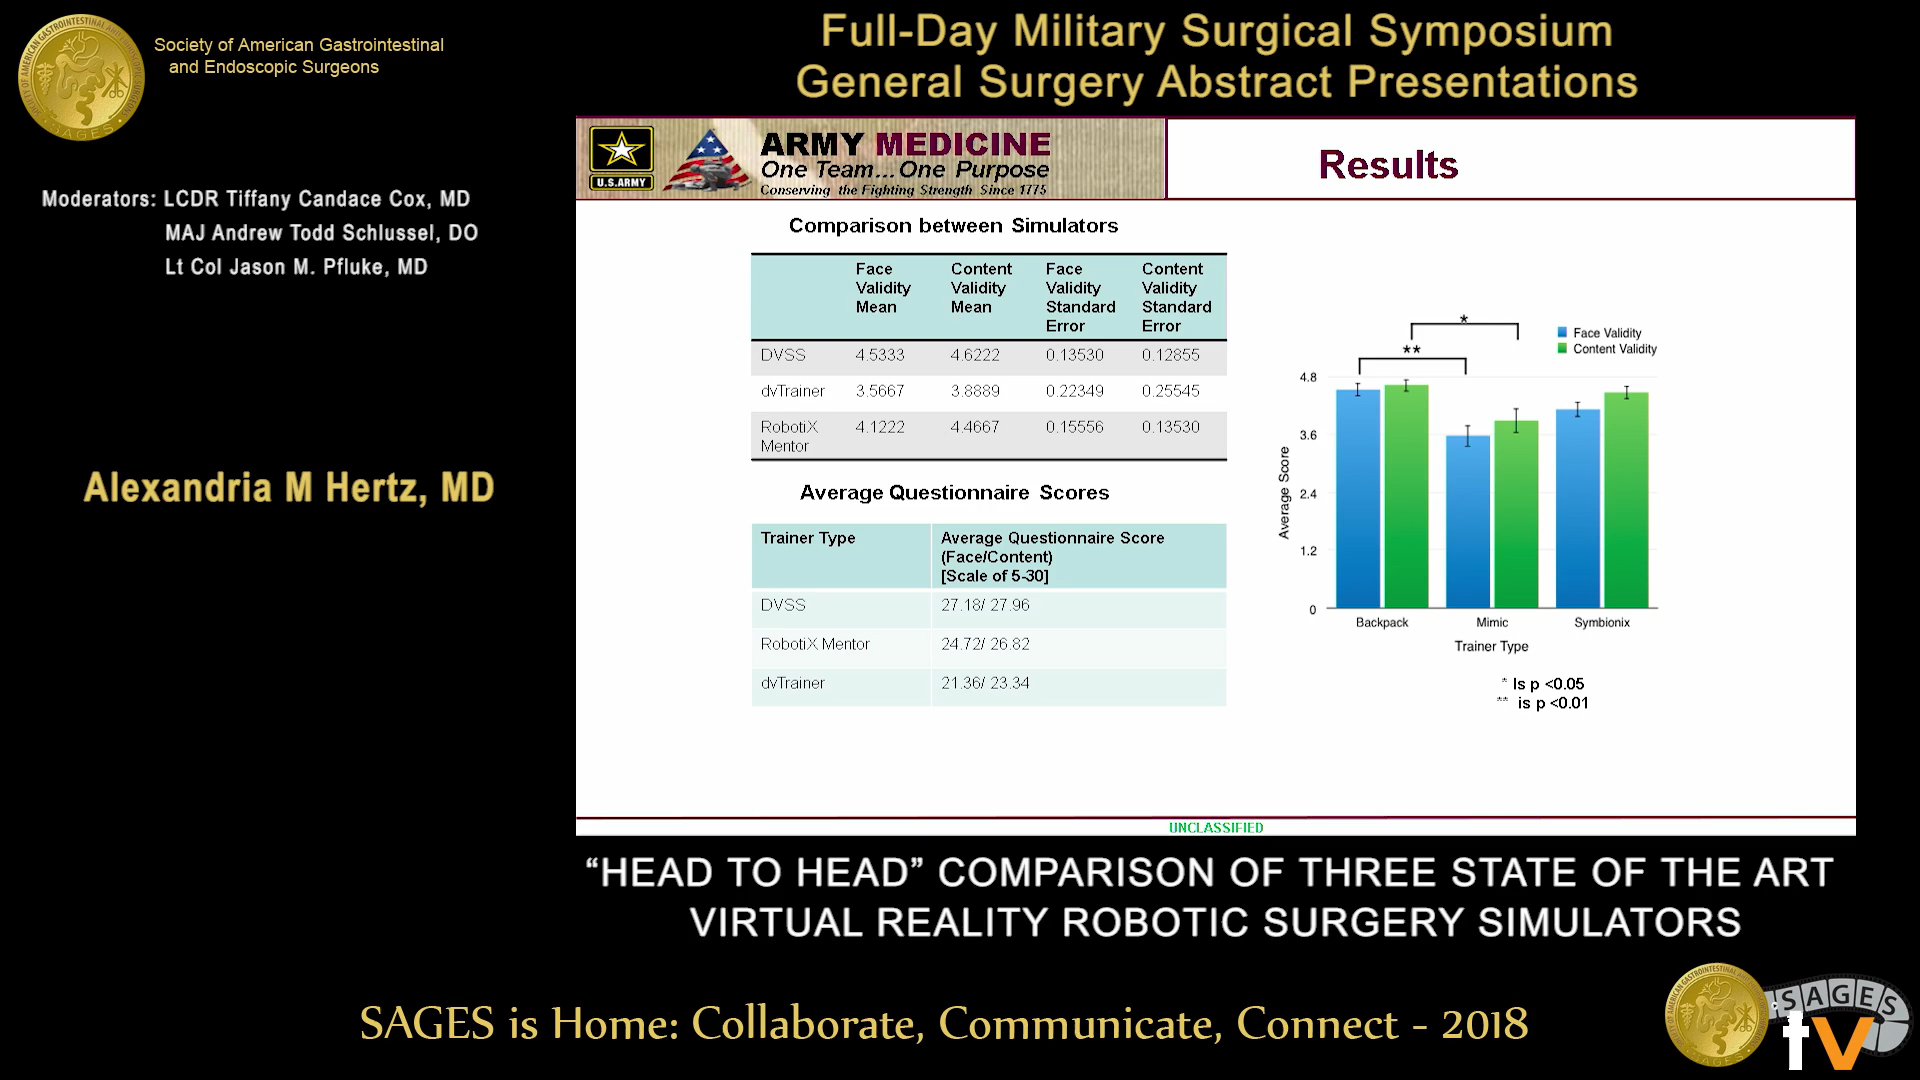 Society of American Gastrointestinal
and Endoscopic Surgeons
Full-Day Military Surgical Symposium
General Surgery Abstract Presentations
Moderators: LCDR Tiffany Candace Cox, MD
MAJ Andrew Todd Schlussel, DO
Lt Col Jason M. Pfluke, MD
Alexandria M Hertz, MD
U.S.ARMY
ARMY MEDICINE
One Team...One Purpose
Conserving the Fighting Strength Since 1775
Results
Comparison between Simulators
Face Validity Mean Content Validity Mean Face Validity Standard Error Content Validity Standard Error
DVSS 4.5333 4.6222 0.13530 0.12855
dvTrainer 3.5667 3.8889 0.22349 0.25545
RobotiX Mentor 4.1222 4.4667 0.15556 0.13530
Average Questionnaire Scores
Trainer Type Average Questionnaire Score (Face/Content) [Scale of 5-30]
DVSS 27.18/ 27.96
RobotiX Mentor 24.72/ 26.82
dvTrainer 21.36/ 23.34
*
**
Face Validity
Content Validity
4.8
3.6
2.4
1.2
0
Average Score
Backpack Mimic Symbionix
Trainer Type
* Is p <0.05
** is p <0.01
UNCLASSIFIED
“HEAD TO HEAD” COMPARISON OF THREE STATE OF THE ART
VIRTUAL REALITY ROBOTIC SURGERY SIMULATORS
SAGES is Home: Collaborate, Communicate, Connect - 2018
SAGES
tv